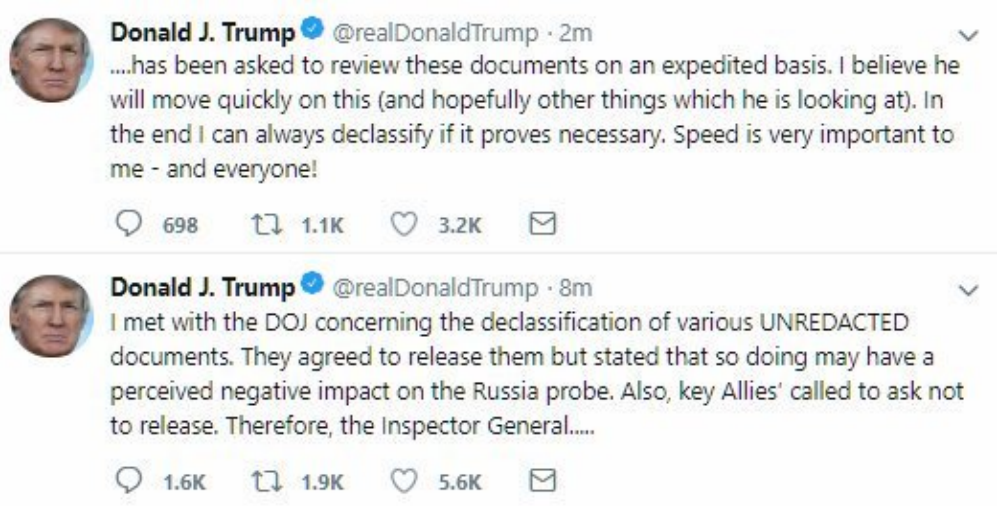 Donald J. Trump @realDonaldTrump · 2m
....has been asked to review these documents on an expedited basis. I believe he
will move quickly on this (and hopefully other things which he is looking at). In
the end I can always declassify if it proves necessary. Speed is very important to
me - and everyone!
698 1.1K 3.2K
Donald J. Trump @realDonaldTrump · 8m
I met with the DOJ concerning the declassification of various UNREDACTED
documents. They agreed to release them but stated that so doing may have a
perceived negative impact on the Russia probe. Also, key Allies' called to ask not
to release. Therefore, the Inspector General.....
1.6K 1.9K 5.6K